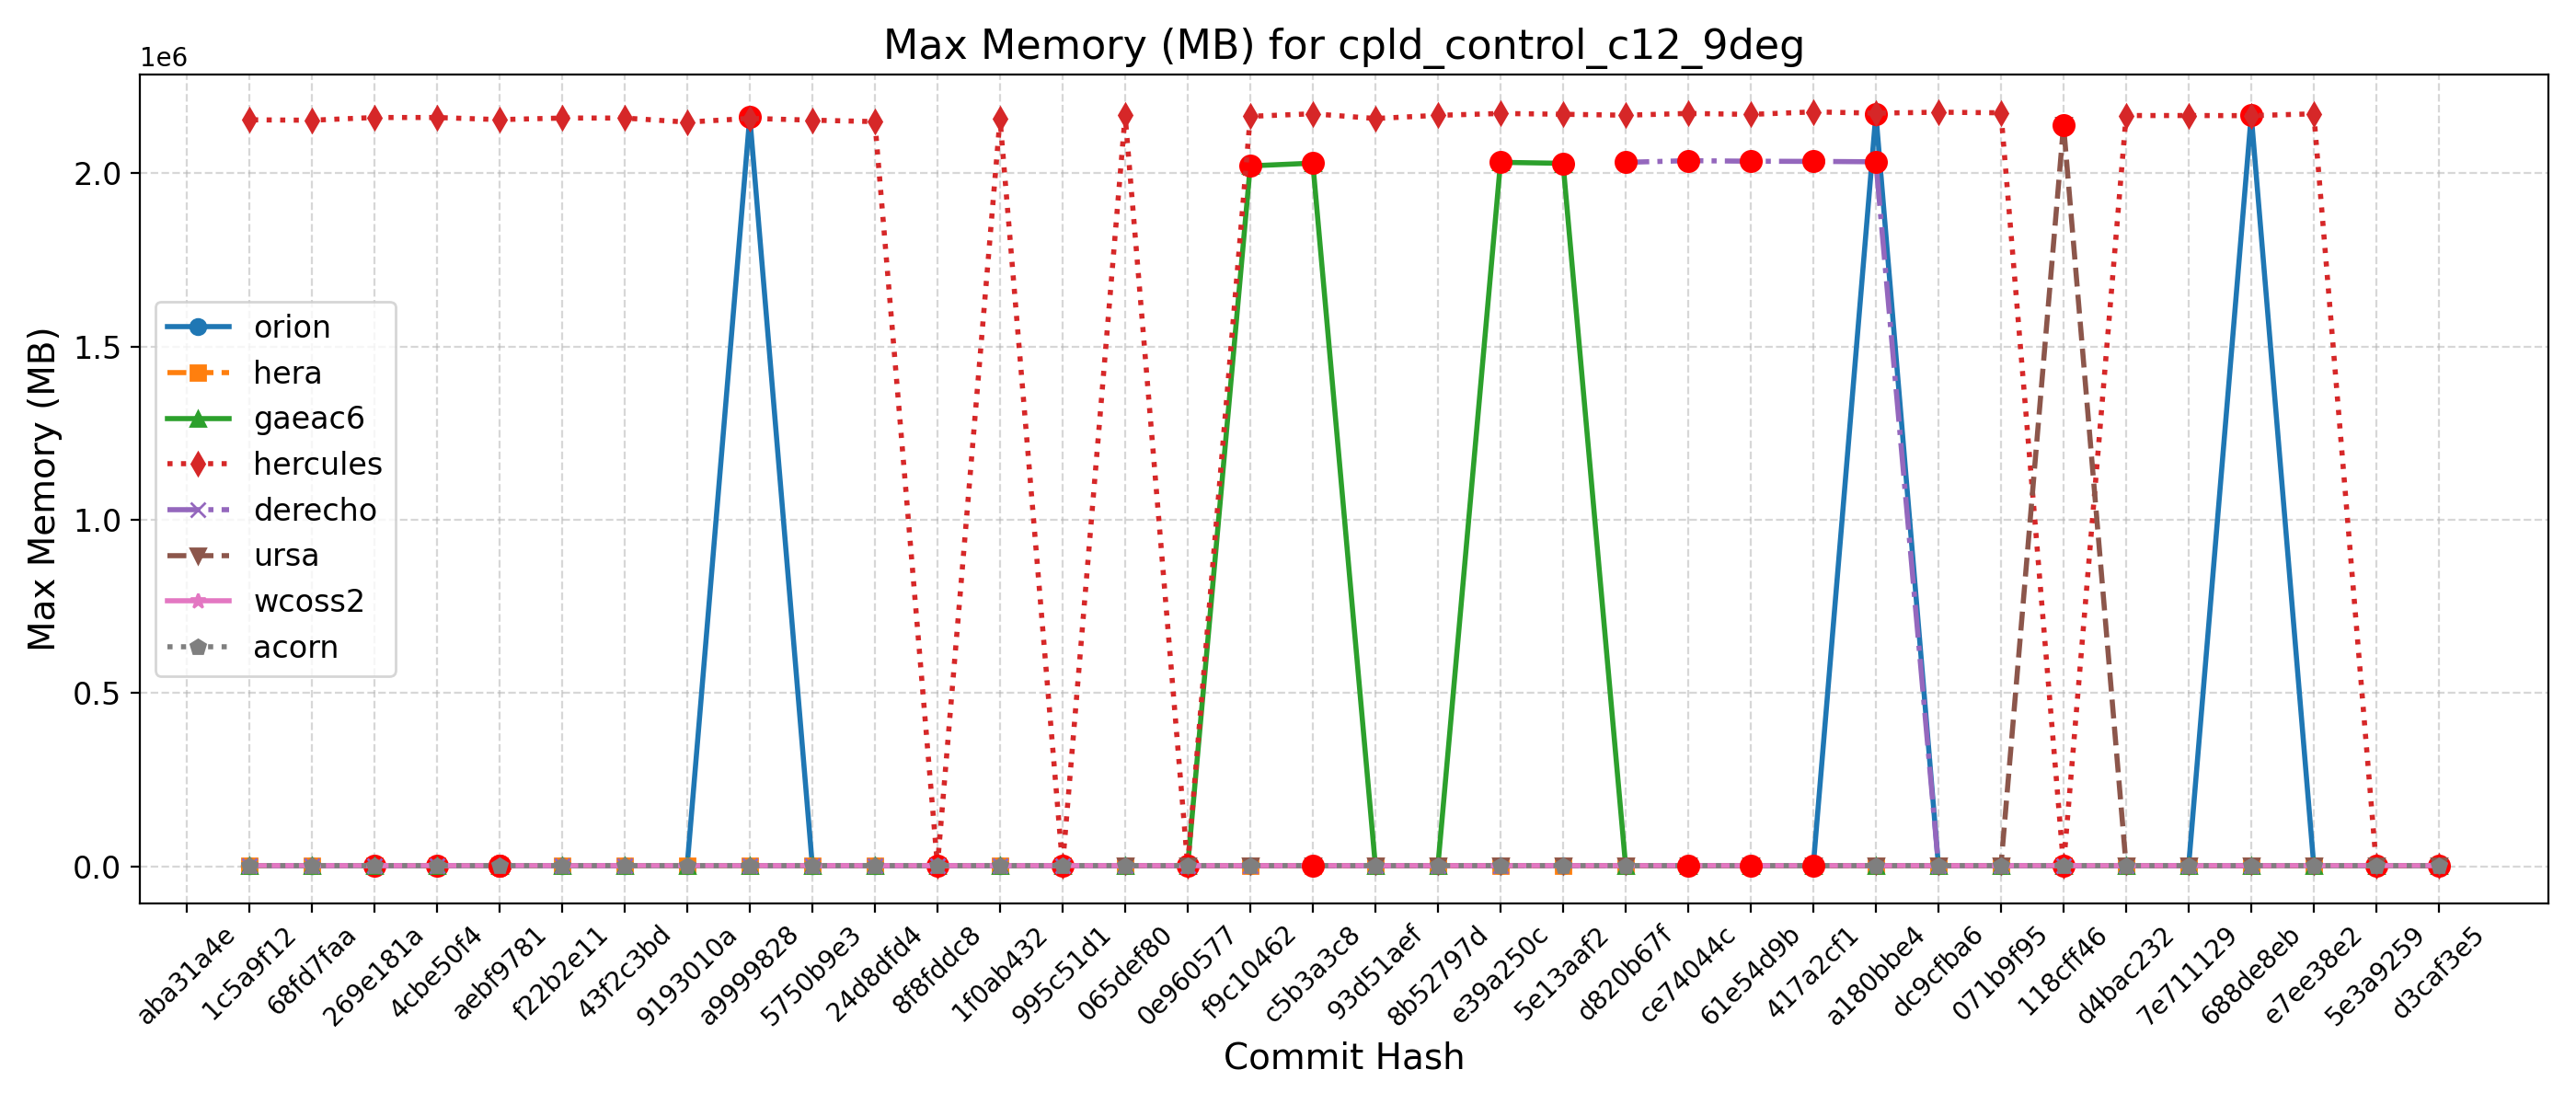 Max Memory (MB) for cpld_control_c12_9deg
1e6
Max Memory (MB)
2.0
1.5
1.0
0.5
0.0
orion
hera
gaeac6
hercules
derecho
ursa
wcoss2
acorn
aba31a4e
1c5a9f12
68fd7faa
269e181a
4cbe50f4
aebf9781
f22b2e11
43f2c3bd
9193010a
a9999828
5750b9e3
24d8dfd4
8f8fddc8
1f0ab432
995c51d1
065def80
0e960577
f9c10462
c5b3a3c8
93d51aef
8b52797d
e39a250c
5e13aaf2
d820b67f
ce74044c
61e54d9b
417a2cf1
a180bbe4
dc9cfba6
071b9f95
118cff46
d4bac232
7e711129
688de8eb
e7ee38e2
5e3a9259
d3caf3e5
Commit Hash